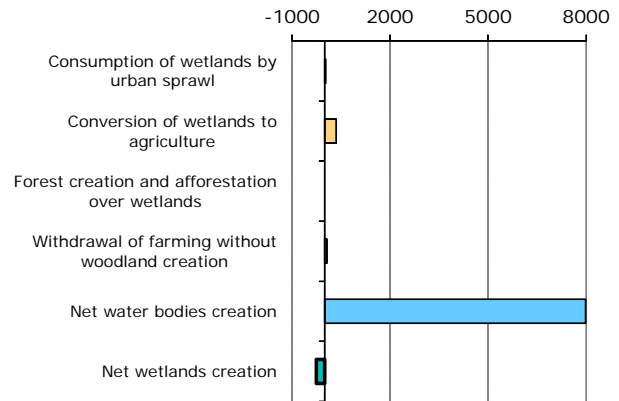 -1000 2000 5000 8000
Consumption of wetlands by
urban sprawl
Conversion of wetlands to
agriculture
Forest creation and afforestation
over wetlands
Withdrawal of farming without
woodland creation
Net water bodies creation
Net wetlands creation